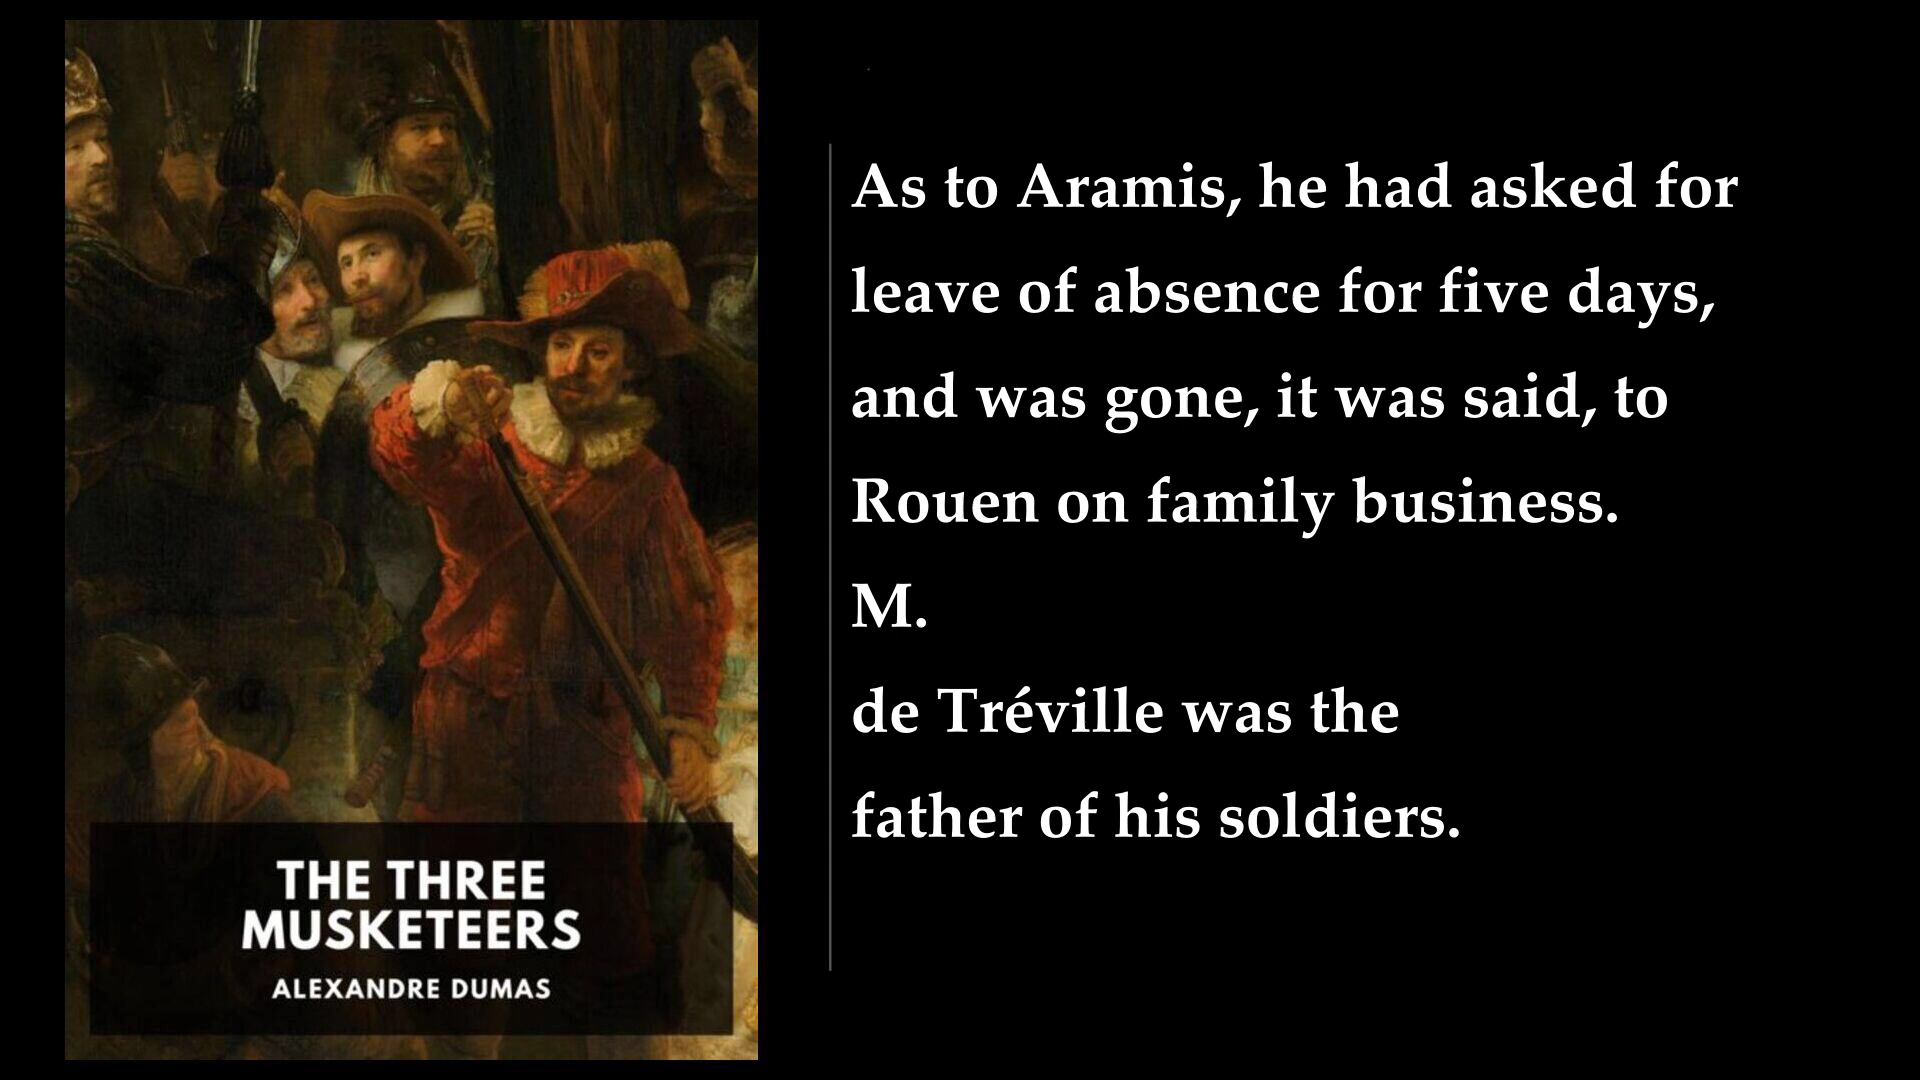 THE THREE
MUSKETEERS
ALEXANDRE DUMAS
As to Aramis, he had asked for
leave of absence for five days,
and was gone, it was said, to
Rouen on family business.
M.
de Tréville was the
father of his soldiers.